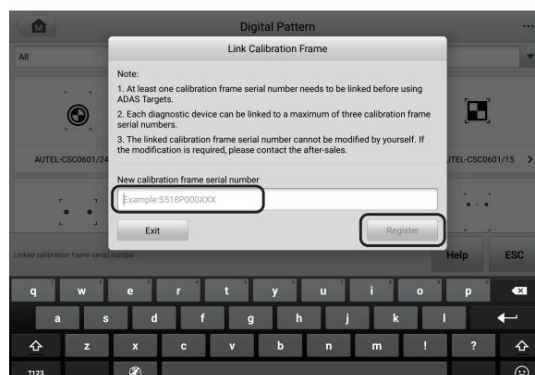 Digital Pattern
All
Link Calibration Frame
Note:
1. At least one calibration frame serial number needs to be linked before using
ADAS Targets.
2. Each diagnostic device can be linked to a maximum of three calibration frame
serial numbers.
3. The linked calibration frame serial number cannot be modified by yourself. If
the modification is required, please contact the after-sales.
AUTEL-CSC0601/24
JTEL-CSC0601/15 >
New calibration frame serial number
Example:S518P000XXX
Exit
Register
Linked calibration frame serial number :
Help
ESC
q w e r t y u i o p
a s d f g h j k l
z x c v b n m ! ?
?123